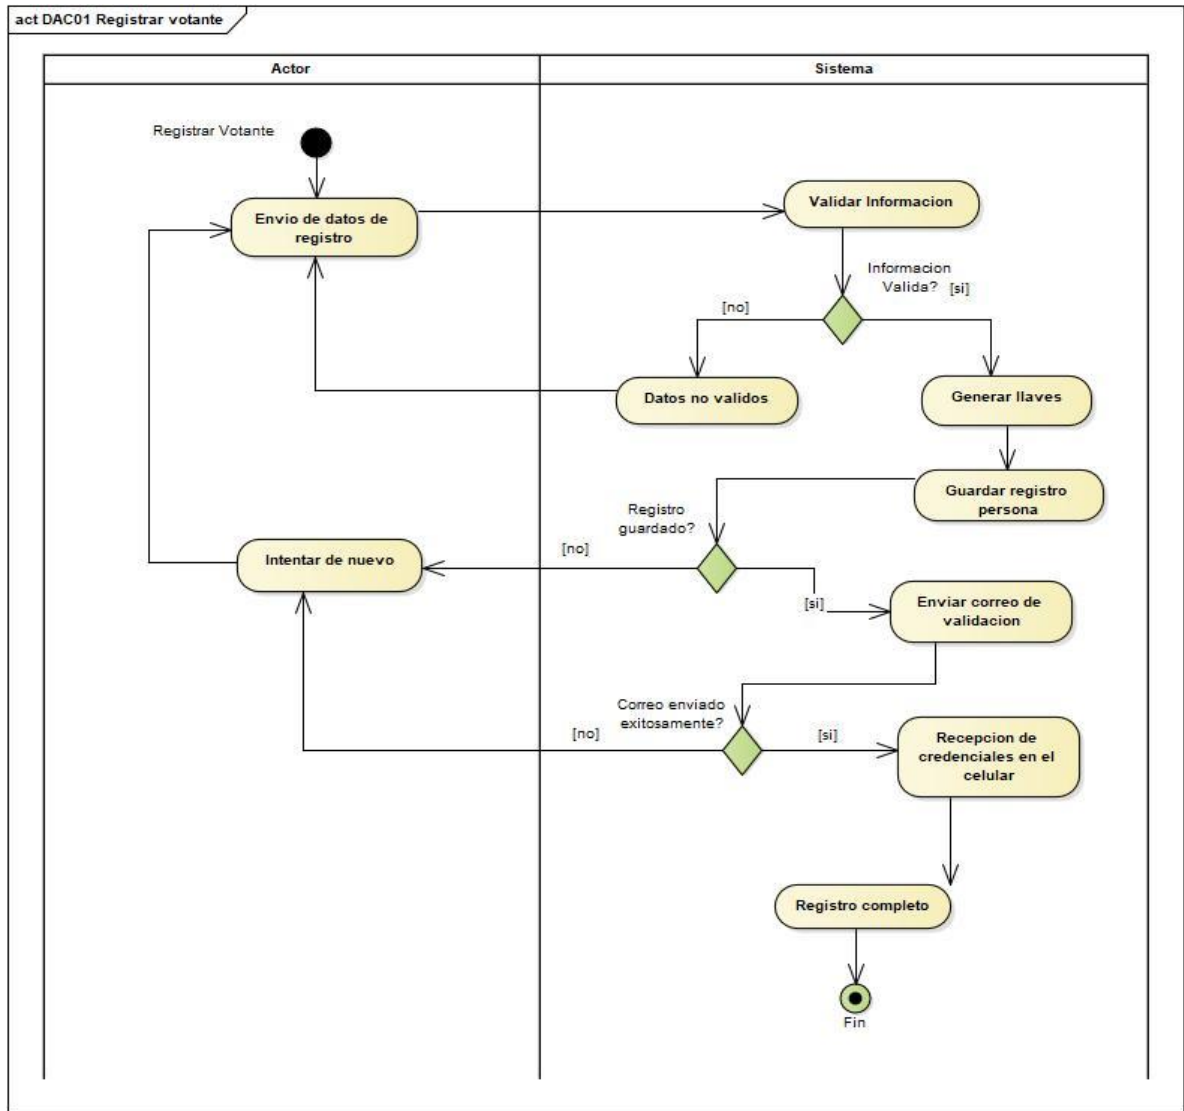 act DAC01 Registrar votante
Actor
Sistema
Registrar Votante
Envio de datos de
registro
Validar Informacion
Informacion
Valida? [si]
[no]
Datos no validos
Generar llaves
Guardar registro
persona
Registro
guardado?
[no]
Intentar de nuevo
[si]
Enviar correo de
validacion
Correo enviado
exitosamente?
[no]
[si]
Recepcion de
credenciales en el
celular
Registro completo
Fin